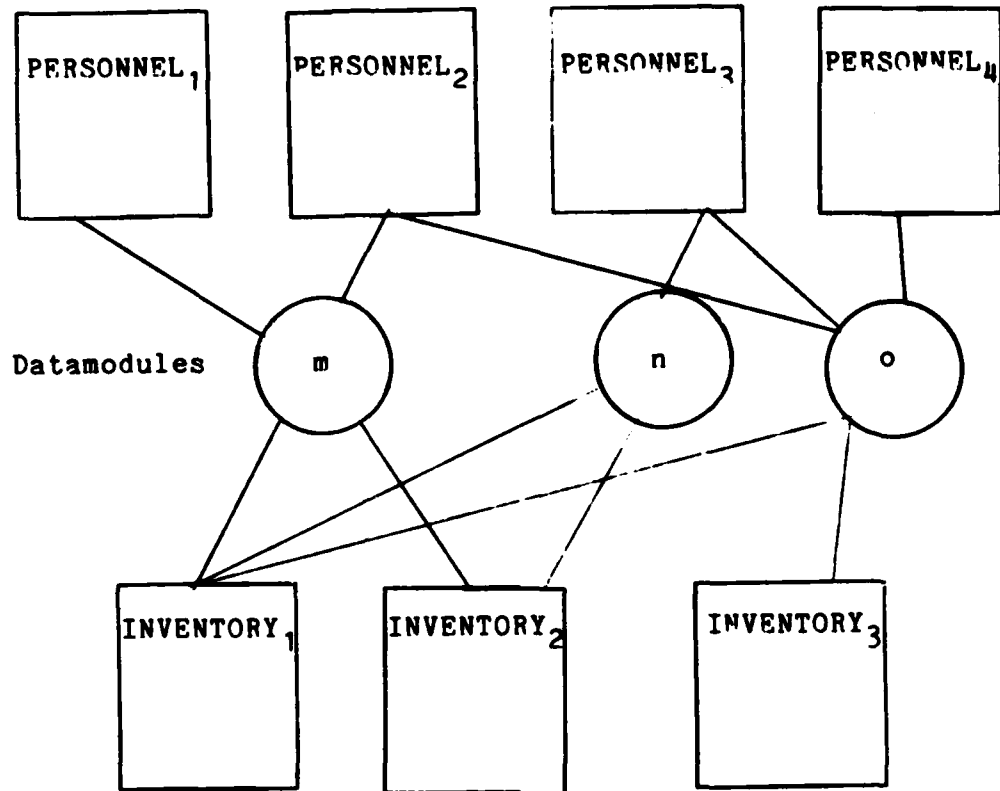 PERSONNEL₁ PERSONNEL₂ PERSONNEL₃ PERSONNEL₄
Datamodules m n o
INVENTORY₁ INVENTORY₂ INVENTORY₃